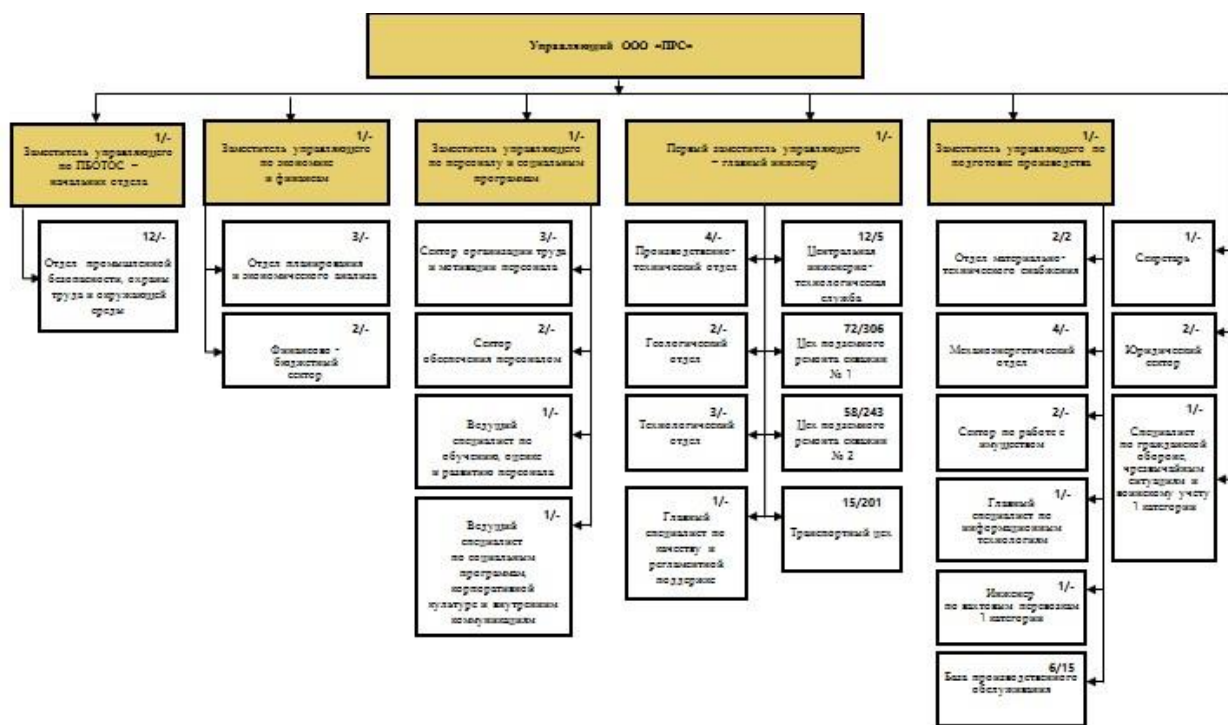 Управляющий ООО «ПРС»
1/-
Заместитель управляющего
по ПБОТОС –
начальник отдела
12/-
Отдел промышленной
безопасности, охраны
труда и окружающей
среды
1/-
Заместитель управляющего
по экономике
и финансам
3/-
Отдел планирования
и экономического анализа
2/-
Финансово -
бюджетный
сектор
1/-
Заместитель управляющего
по персоналу и социальным
программам
3/-
Сектор организации труда
и мотивации персонала
2/-
Сектор
обеспечения персоналом
1/-
Ведущий
специалист по
обучению, оценке
и развитию персонала
1/-
Ведущий
специалист
по социальным
программам,
корпоративной
культуре и внутренним
коммуникациям
1/-
Первый заместитель управляющего
– главный инженер
4/-
Производственно-
технический отдел
2/-
Геологический
отдел
3/-
Технологический
отдел
1/-
Главный
специалист по
качеству и
регламентной
поддержке
12/5
Центральная
инженерно-
технологическая
служба
72/306
Цех подземного
ремонта скважин
№ 1
58/243
Цех подземного
ремонта скважин
№ 2
15/201
Транспортный цех
1/-
Заместитель управляющего по
подготовке производства
2/2
Отдел материально-
технического снабжения
4/-
Механоэнергетический
отдел
2/-
Сектор по работе с
имуществом
1/-
Главный
специалист по
информационным
технологиям
1/-
Инженер
по вахтовым перевозкам
1 категории
6/15
База производственного
обслуживания
1/-
Секретарь
2/-
Юридический
сектор
1/-
Специалист
по гражданской
обороне,
чрезвычайным
ситуациям и
воинскому учету
1 категории